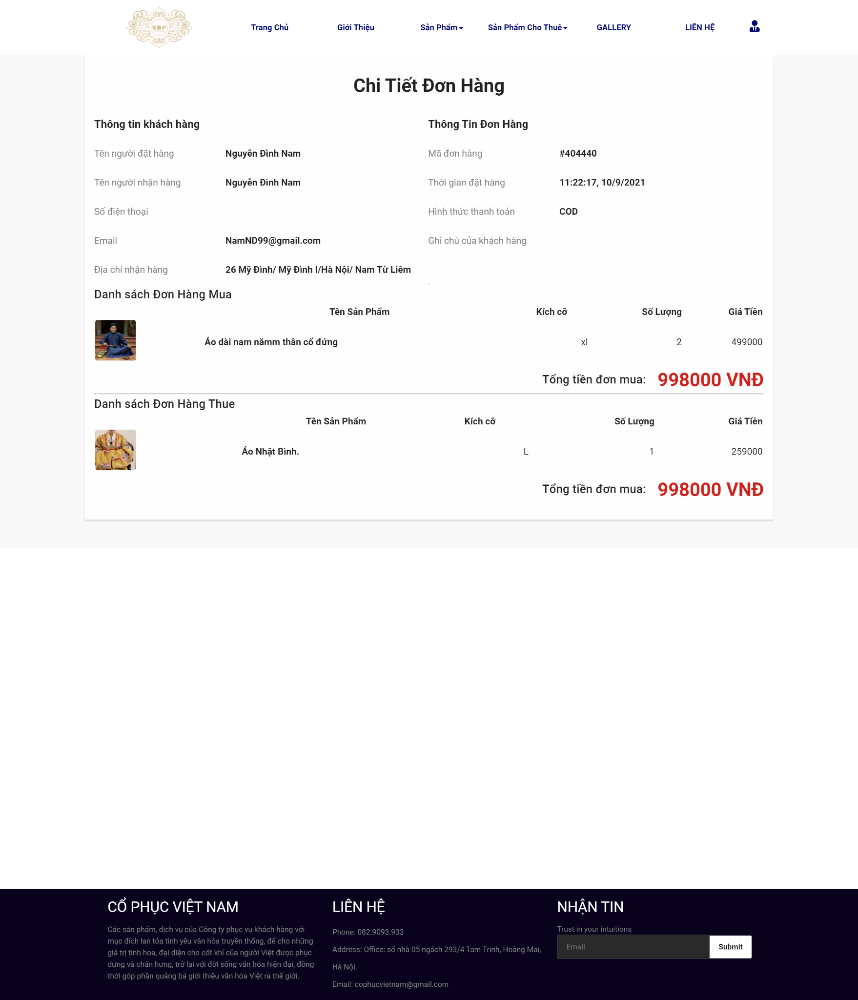 Trang Chủ Giới Thiệu Sản Phẩm Sản Phẩm Cho Thuê GALLERY LIÊN HỆ
Chi Tiết Đơn Hàng
Thông tin khách hàng
Tên người đặt hàng Nguyễn Đình Nam
Tên người nhận hàng Nguyễn Đình Nam
Số điện thoại
Email NamND99@gmail.com
Địa chỉ nhận hàng 26 Mỹ Đình/ Mỹ Đình I/Hà Nội/ Nam Từ Liêm
Thông Tin Đơn Hàng
Mã đơn hàng #404440
Thời gian đặt hàng 11:22:17, 10/9/2021
Hình thức thanh toán COD
Ghi chú của khách hàng
Danh sách Đơn Hàng Mua
Tên Sản Phẩm Kích cỡ Số Lượng Giá Tiền
Áo dài nam nămm thân cổ đứng xl 2 499000
Tổng tiền đơn mua: 998000 VNĐ
Danh sách Đơn Hàng Thue
Tên Sản Phẩm Kích cỡ Số Lượng Giá Tiền
Áo Nhật Bình. L 1 259000
Tổng tiền đơn mua: 998000 VNĐ
CỔ PHỤC VIỆT NAM
Các sản phẩm, dịch vụ của Công ty phục vụ khách hàng với
mục đích lan tỏa tình yêu văn hóa truyền thống, để cho những
giá trị tinh hoa, đại diện cho cốt khí của người Việt được phục
dựng và chấn hưng, trở lại với đời sống văn hóa hiện đại, đồng
thời góp phần quảng bá giới thiệu văn hóa Việt ra thế giới.
LIÊN HỆ
Phone: 082.9093.933
Address: Office: số nhà 05 ngách 293/4 Tam Trinh, Hoàng Mai,
Hà Nội.
Email: cophucvietnam@gmail.com
NHẬN TIN
Trust in your intuitions
Email Submit